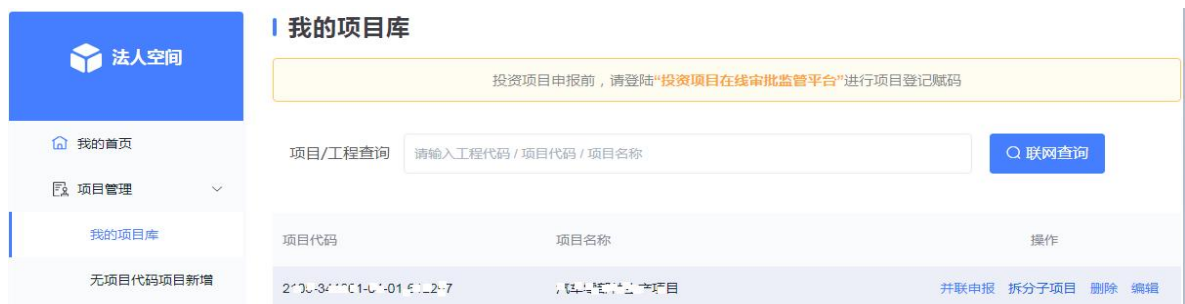 法人空间
我的首页
项目管理
我的项目库
无项目代码项目新增
我的项目库
投资项目申报前，请登陆“投资项目在线审批监管平台”进行项目登记赋码
项目/工程查询 请输入工程代码 / 项目代码 / 项目名称 联网查询
项目代码 项目名称 操作
项目 并联申报 拆分子项目 删除 编辑